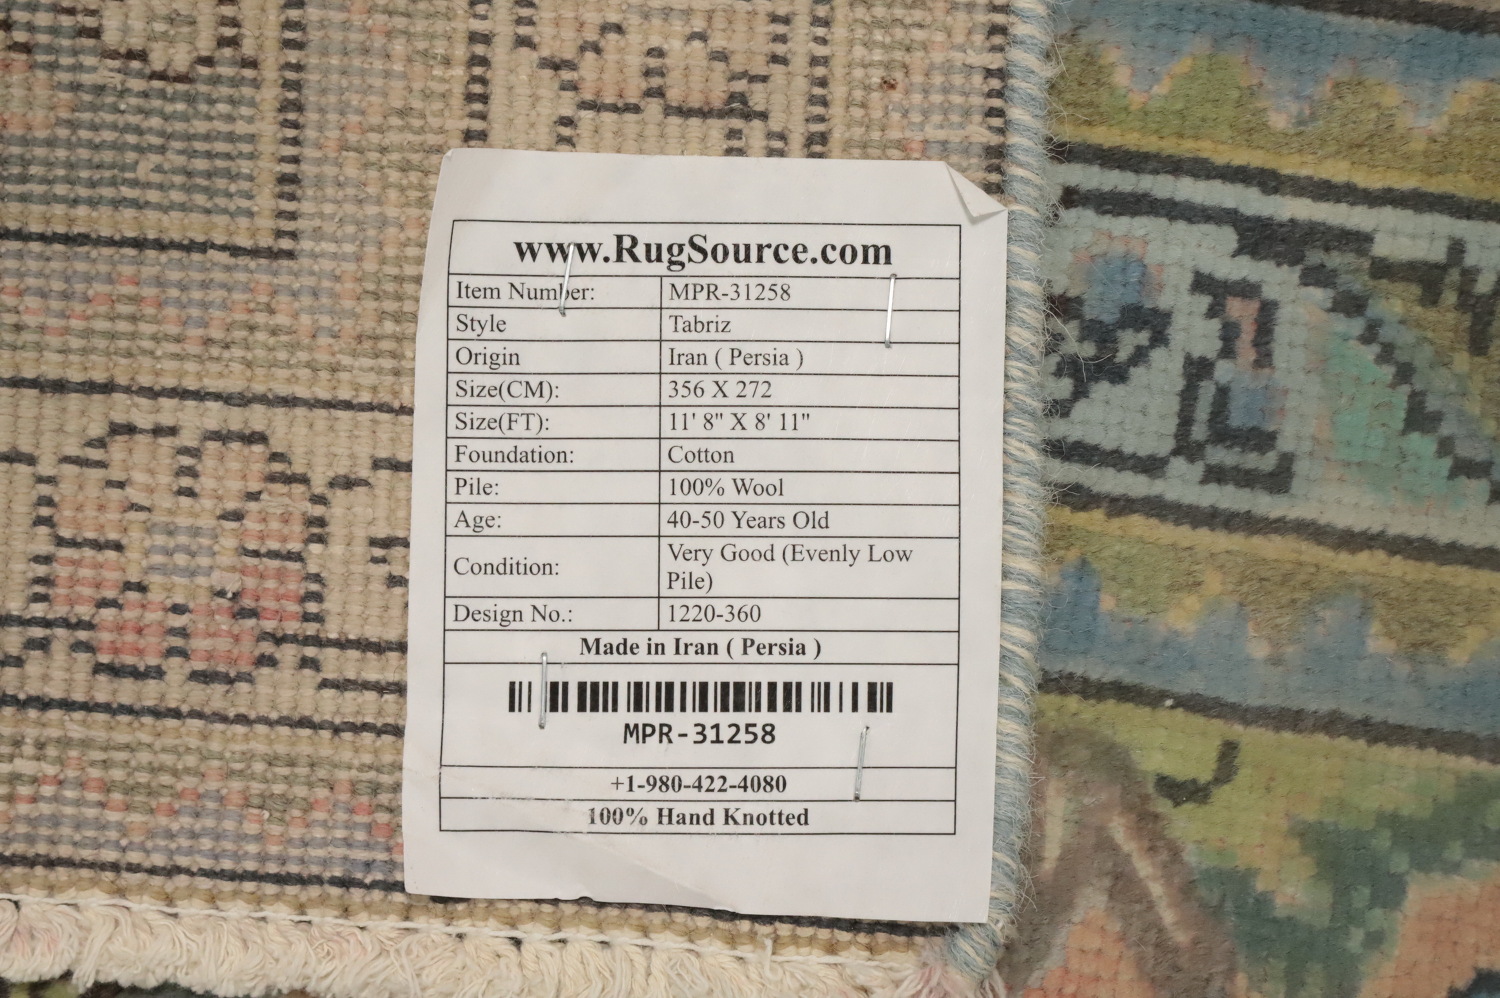 www.RugSource.com
Item Number: MPR-31258
Style Tabriz
Origin Iran ( Persia )
Size(CM): 356 X 272
Size(FT): 11' 8" X 8' 11"
Foundation: Cotton
Pile: 100% Wool
Age: 40-50 Years Old
Condition: Very Good (Evenly Low
Pile)
Design No.: 1220-360
Made in Iran ( Persia )
MPR-31258
+1-980-422-4080
100% Hand Knotted